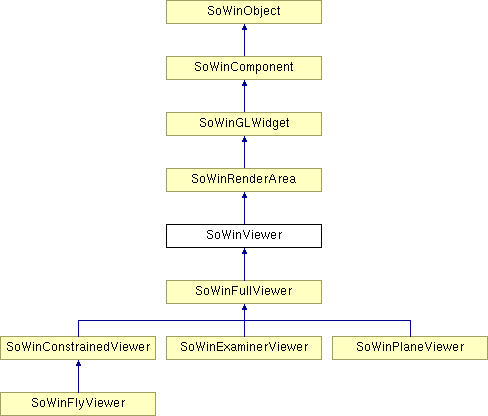 SoWinObject
SoWinComponent
SoWinGLWidget
SoWinRenderArea
SoWinViewer
SoWinFullViewer
SoWinConstrainedViewer
SoWinExaminerViewer
SoWinPlaneViewer
SoWinFlyViewer